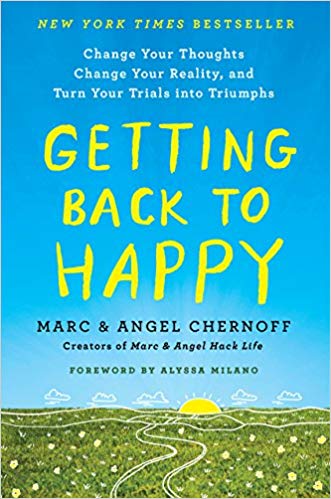 NEW YORK TIMES BESTSELLER
Change Your Thoughts
Change Your Reality, and
Turn Your Trials into Triumphs
GETTING
BACK TO
HAPPY
MARC & ANGEL CHERNOFF
Creators of Marc & Angel Hack Life
FOREWORD BY ALYSSA MILANO